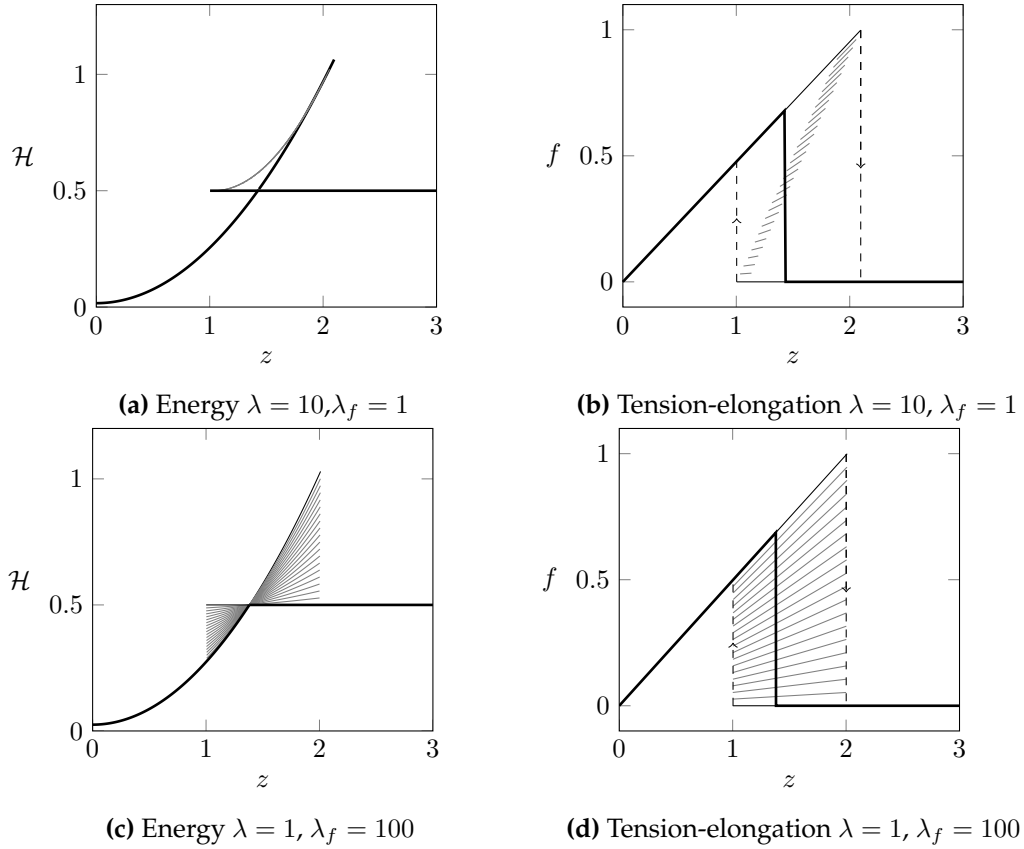 1
0.5
0
ℋ
0 1 2 3
z
(a) Energy λ = 10,λ_f = 1
1
0.5
0
f
0 1 2 3
z
(b) Tension-elongation λ = 10, λ_f = 1
1
0.5
0
ℋ
0 1 2 3
z
(c) Energy λ = 1, λ_f = 100
1
0.5
0
f
0 1 2 3
z
(d) Tension-elongation λ = 1, λ_f = 100